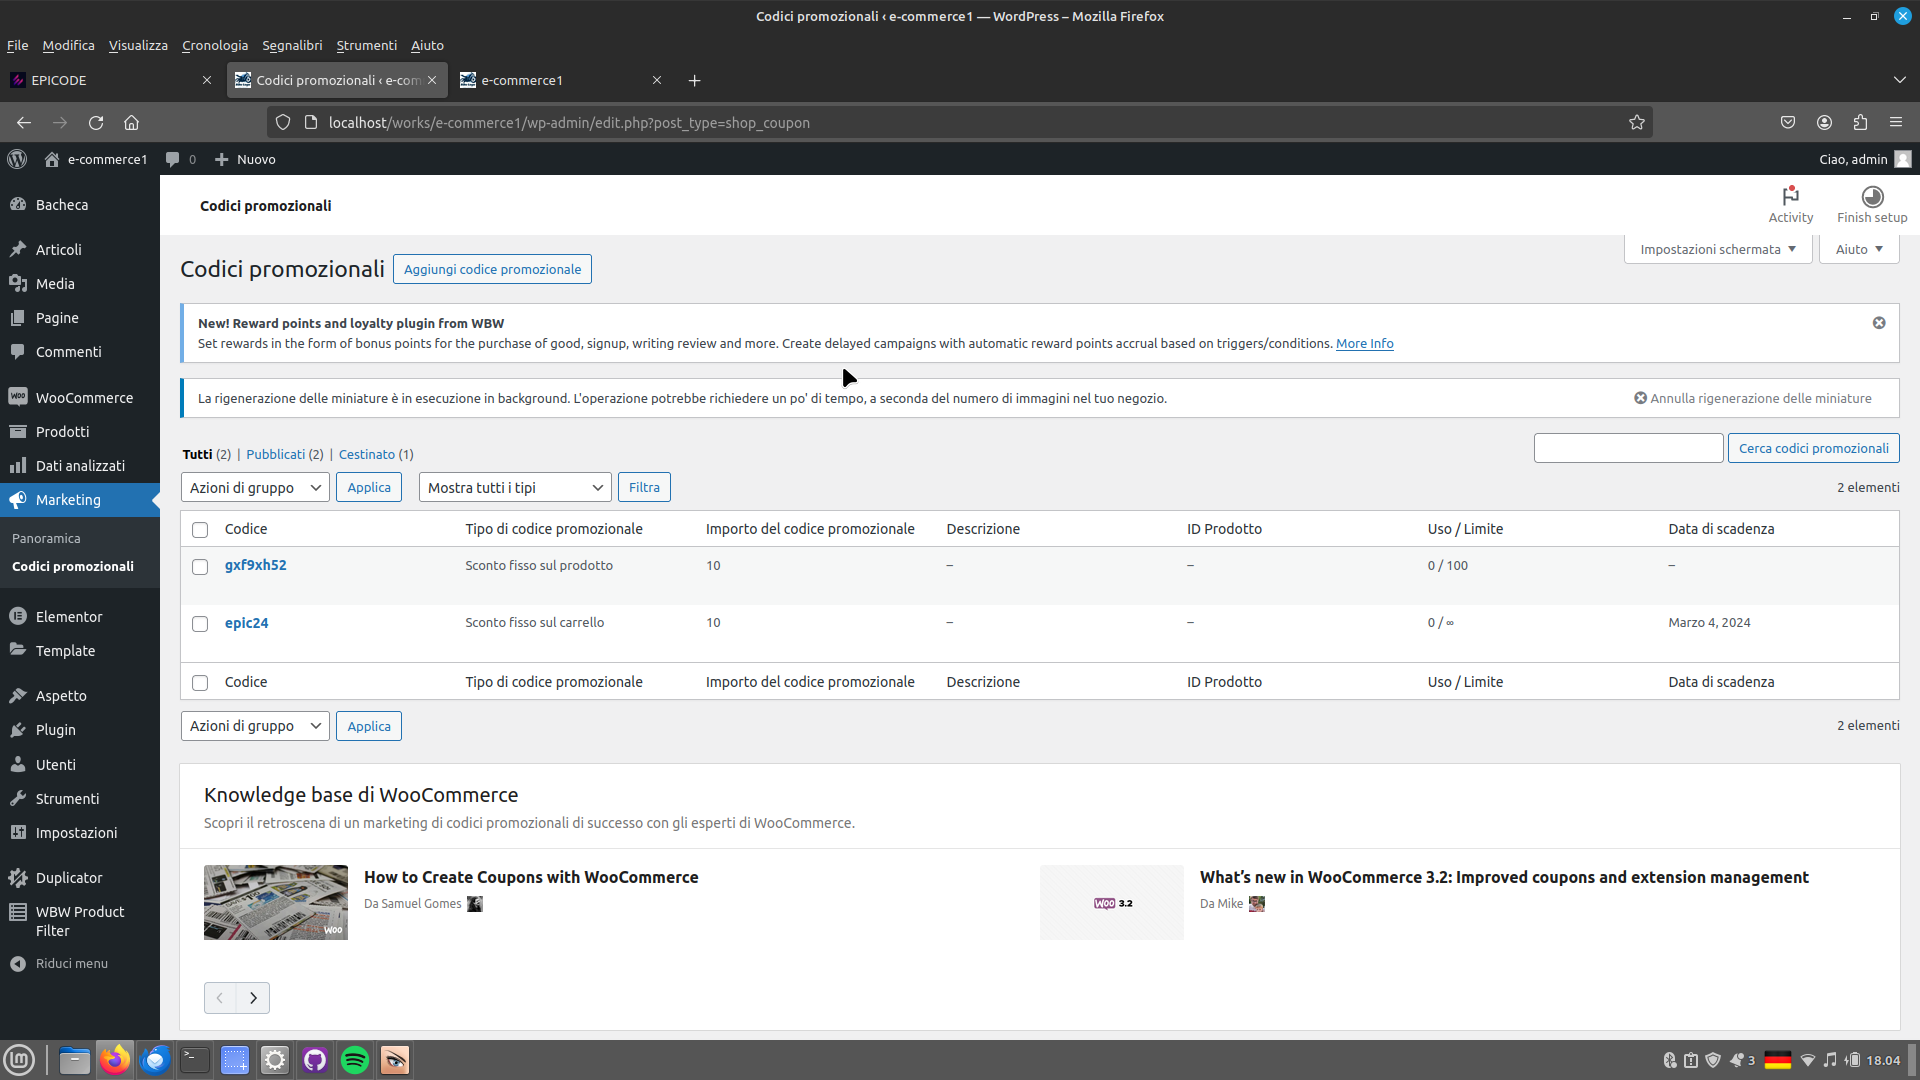 Codici promozionali ‹ e-commerce1 — WordPress – Mozilla Firefox
File Modifica Visualizza Cronologia Segnalibri Strumenti Aiuto
EPICODE
Codici promozionali ‹ e-com
e-commerce1
localhost/works/e-commerce1/wp-admin/edit.php?post_type=shop_coupon
e-commerce1 0 Nuovo
Ciao, admin
Bacheca
Articoli
Media
Pagine
Commenti
WooCommerce
Prodotti
Dati analizzati
Marketing
Panoramica
Codici promozionali
Elementor
Template
Aspetto
Plugin
Utenti
Strumenti
Impostazioni
Duplicator
WBW Product
Filter
Riduci menu
Codici promozionali
Activity
Finish setup
Impostazioni schermata
Aiuto
Codici promozionali
Aggiungi codice promozionale
New! Reward points and loyalty plugin from WBW
Set rewards in the form of bonus points for the purchase of good, signup, writing review and more. Create delayed campaigns with automatic reward points accrual based on triggers/conditions. More Info
La rigenerazione delle miniature è in esecuzione in background. L'operazione potrebbe richiedere un po' di tempo, a seconda del numero di immagini nel tuo negozio.
Annulla rigenerazione delle miniature
Tutti (2) | Pubblicati (2) | Cestinato (1)
Cerca codici promozionali
Azioni di gruppo Applica Mostra tutti i tipi Filtra
2 elementi
Codice Tipo di codice promozionale Importo del codice promozionale Descrizione ID Prodotto Uso / Limite Data di scadenza
gxf9xh52 Sconto fisso sul prodotto 10 – – 0 / 100 –
epic24 Sconto fisso sul carrello 10 – – 0 / ∞ Marzo 4, 2024
Codice Tipo di codice promozionale Importo del codice promozionale Descrizione ID Prodotto Uso / Limite Data di scadenza
Azioni di gruppo Applica
2 elementi
Knowledge base di WooCommerce
Scopri il retroscena di un marketing di codici promozionali di successo con gli esperti di WooCommerce.
WOO
How to Create Coupons with WooCommerce
Da Samuel Gomes
WOO 3.2
What’s new in WooCommerce 3.2: Improved coupons and extension management
Da Mike
3
18.04